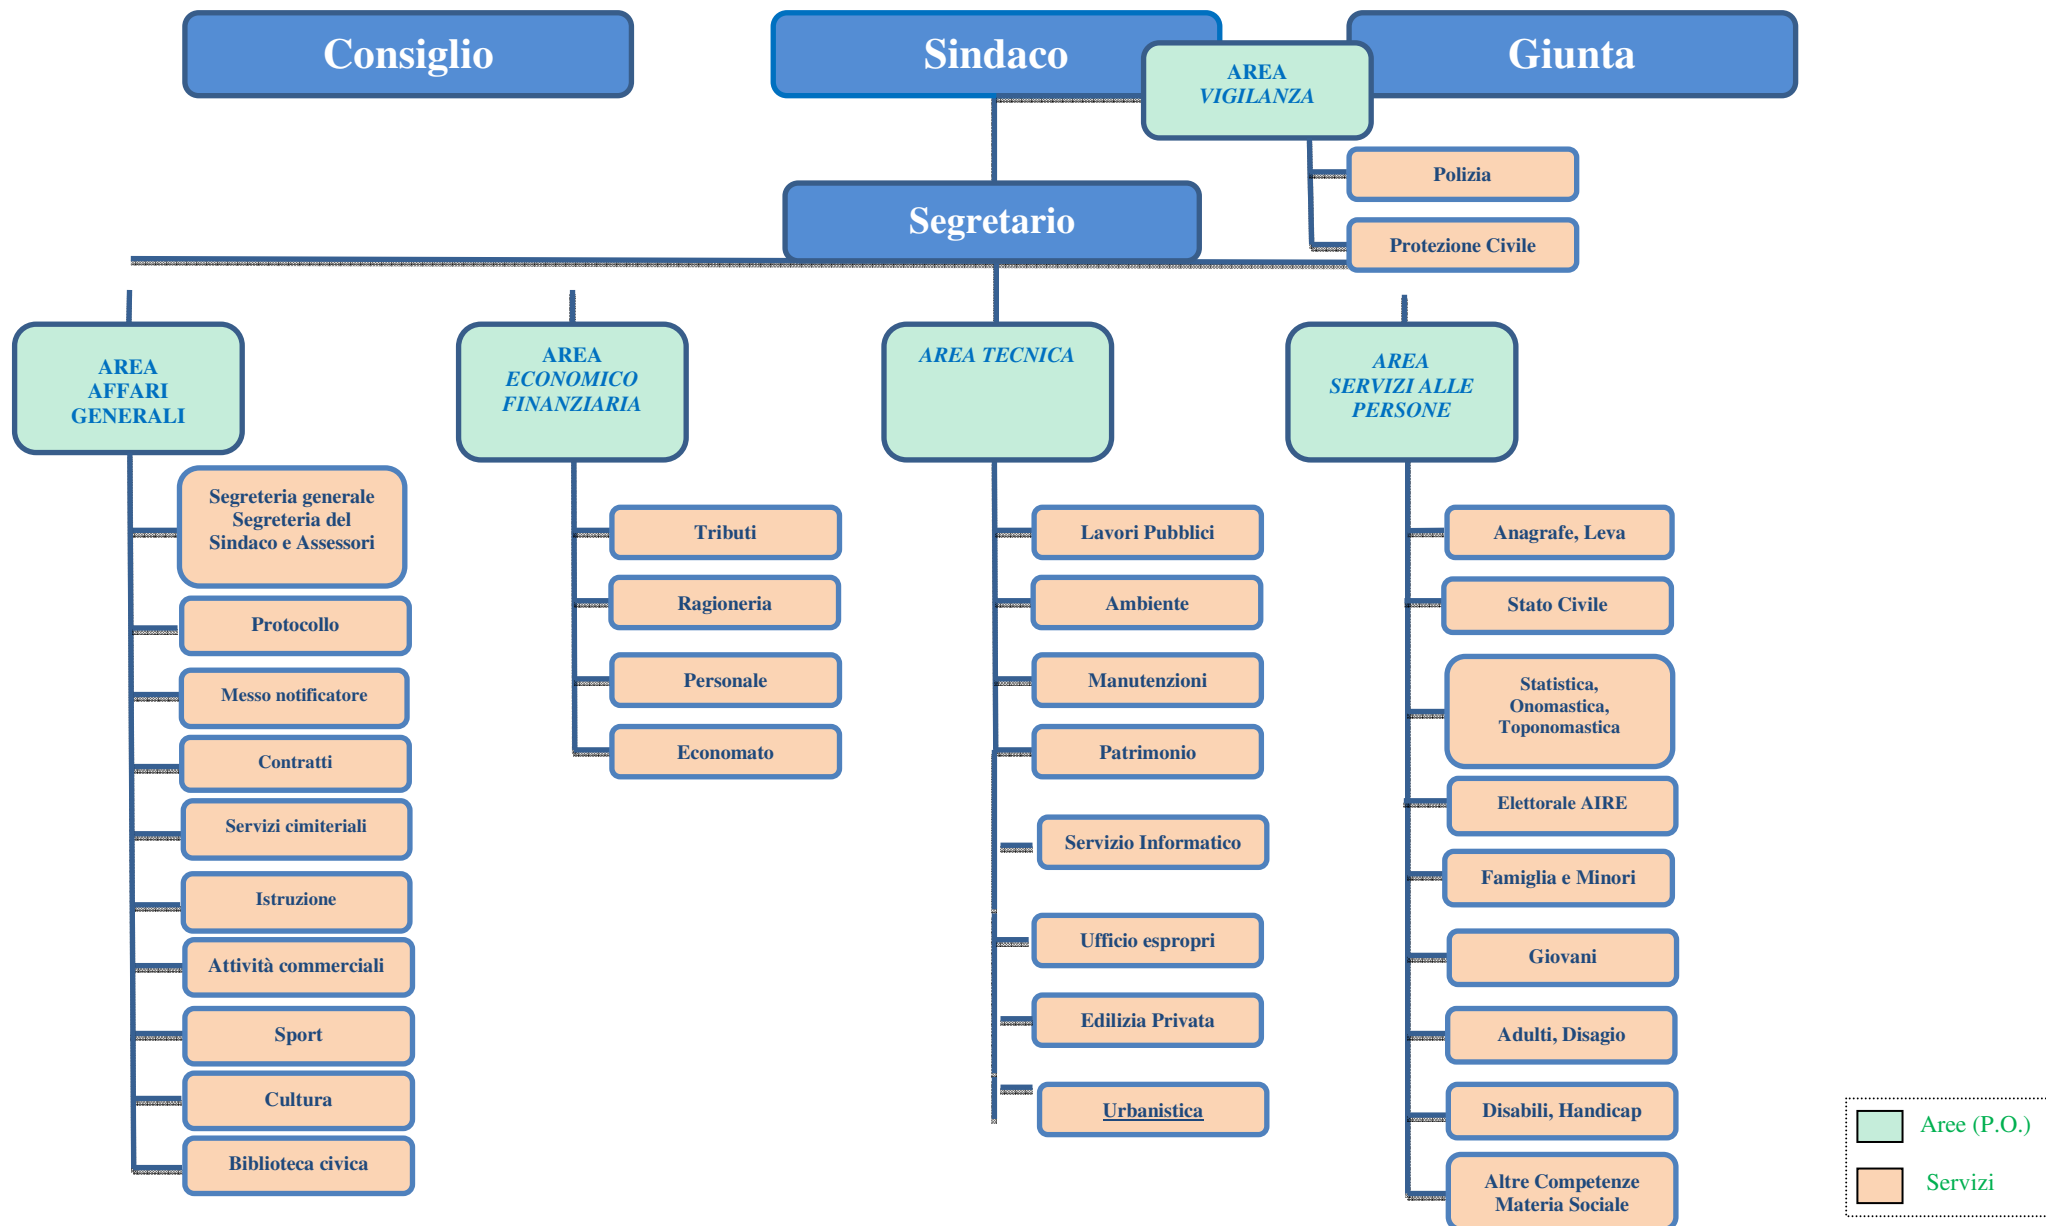 Consiglio
Sindaco
Giunta
AREA
VIGILANZA
Polizia
Protezione Civile
Segretario
AREA
AFFARI
GENERALI
Segreteria generale
Segreteria del
Sindaco e Assessori
Protocollo
Messo notificatore
Contratti
Servizi cimiteriali
Istruzione
Attività commerciali
Sport
Cultura
Biblioteca civica
AREA
ECONOMICO
FINANZIARIA
Tributi
Ragioneria
Personale
Economato
AREA TECNICA
Lavori Pubblici
Ambiente
Manutenzioni
Patrimonio
Servizio Informatico
Ufficio espropri
Edilizia Privata
Urbanistica
AREA
SERVIZI ALLE
PERSONE
Anagrafe, Leva
Stato Civile
Statistica,
Onomastica,
Toponomastica
Elettorale AIRE
Famiglia e Minori
Giovani
Adulti, Disagio
Disabili, Handicap
Altre Competenze
Materia Sociale
Aree (P.O.)
Servizi